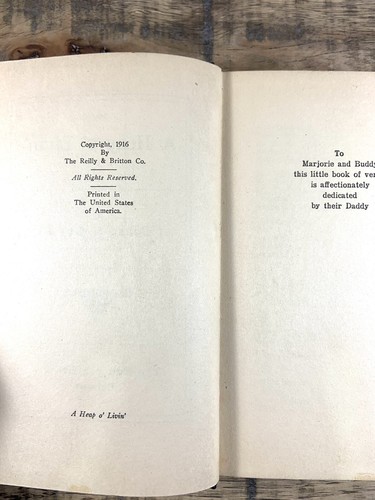 Copyright, 1916
By
The Reilly & Britton Co.
All Rights Reserved.
Printed in
The United States
of America.
A Heap o' Livin'
To
Marjorie and Buddy
this little book of
is affectionately
dedicated
by their Daddy